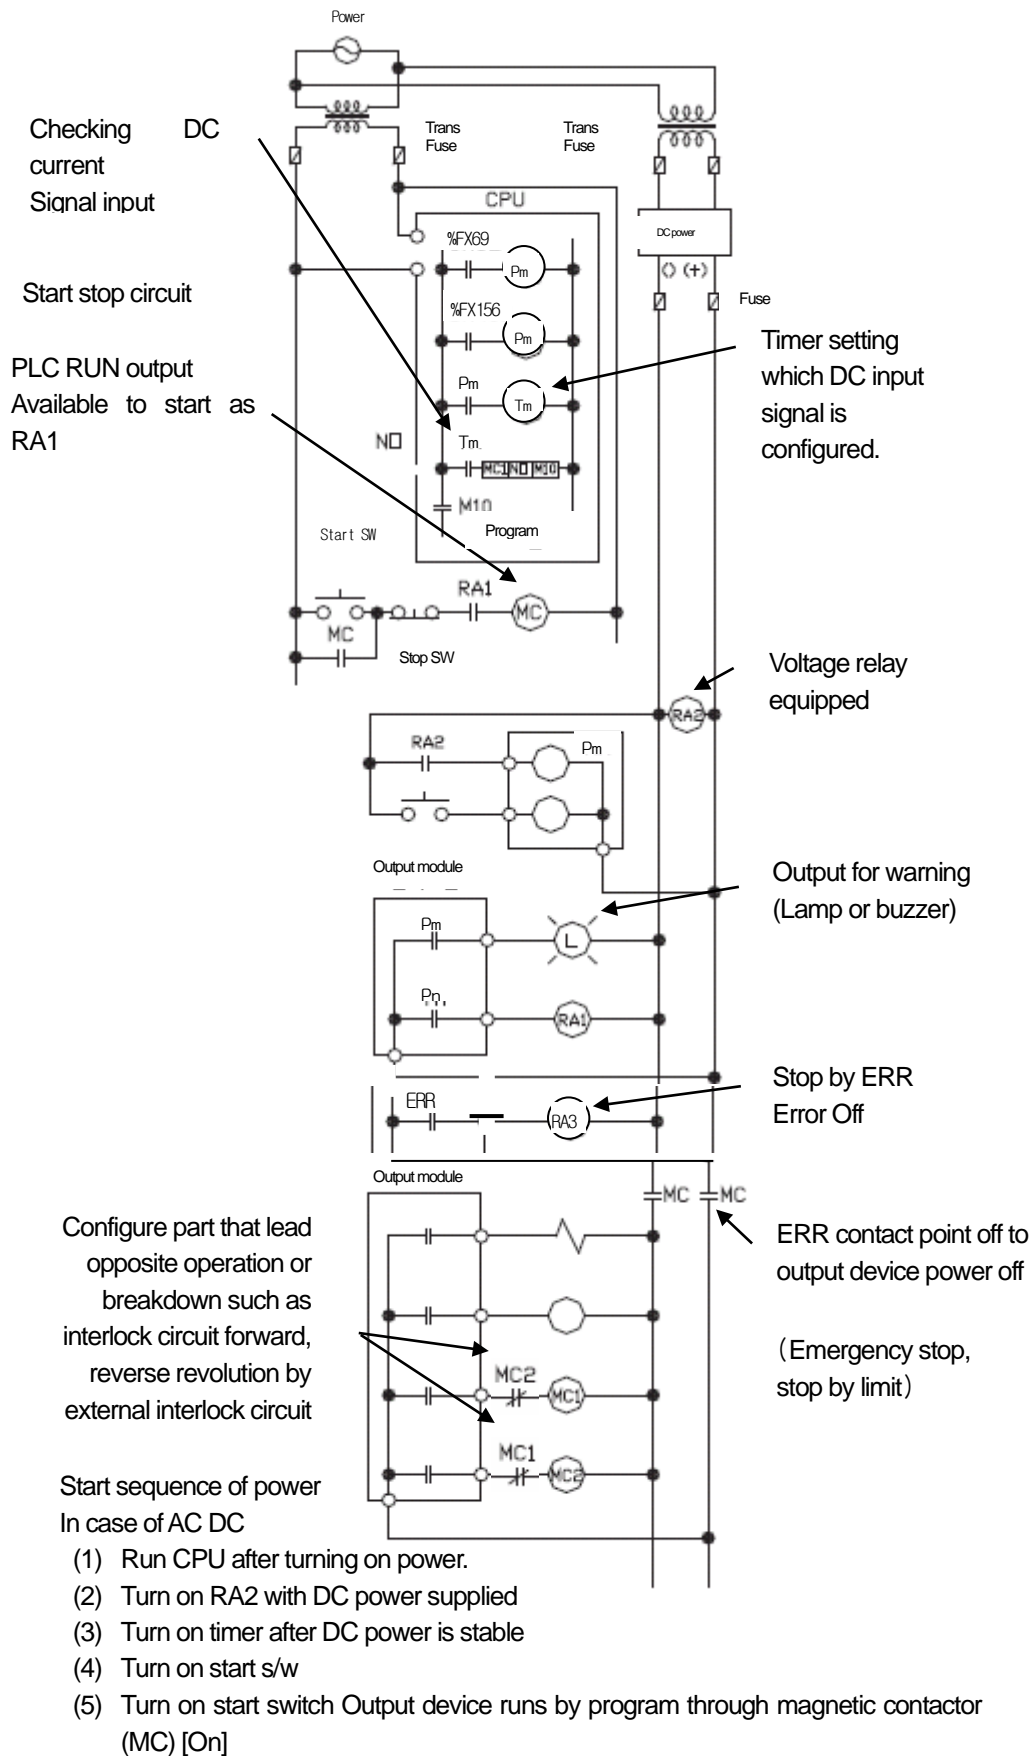 Power
Checking DC
current
Signal input
Trans
Fuse
Trans
Fuse
CPU
%FX69
Pm
DC power
(-) (+)
Start stop circuit
%FX156
Pm
Fuse
PLC RUN output
Available to start as
RA1
Pm
Tm
Timer setting
which DC input
signal is
configured.
Tm
MC1 NO M10
M10
Program
Start SW
RA1
MC
MC
Stop SW
Voltage relay
equipped
RA2
RA2
Pm
Output module
Output for warning
(Lamp or buzzer)
Pm
L
Pn
RA1
Stop by ERR
Error Off
ERR
RA3
Output module
MC
MC
Configure part that lead
opposite operation or
breakdown such as
interlock circuit forward,
reverse revolution by
external interlock circuit
ERR contact point off to
output device power off
(Emergency stop,
stop by limit)
MC2
MC1
MC1
MC2
Start sequence of power
In case of AC DC
(1) Run CPU after turning on power.
(2) Turn on RA2 with DC power supplied
(3) Turn on timer after DC power is stable
(4) Turn on start s/w
(5) Turn on start switch Output device runs by program through magnetic contactor
(MC) [On]